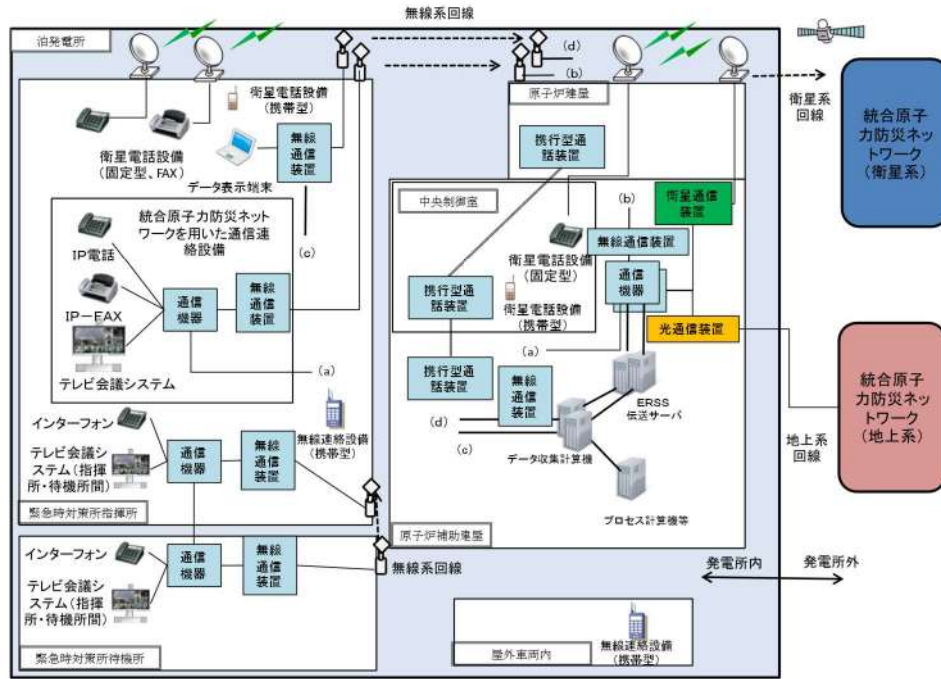 無線系回線
泊発電所
(d)
(b)
原子炉建屋
衛星系
回線
統合原子
力防災ネッ
トワーク
(衛星系)
衛星電話設備
(携帯型)
衛星電話設備
(固定型、FAX)
データ表示端末
無線
通信
装置
(c)
携行型通
話装置
中央制御室
(b)
衛星通信
装置
無線通信装置
衛星電話設備
(固定型)
通信
機器
携行型通
話装置
衛星電話設備
(携帯型)
光通信装置
(a)
携行型通
話装置
無線
通信
装置
ERSS
伝送サーバ
(d)
(c)
データ収集計算機
プロセス計算機等
原子炉補助建屋
統合原子力防災ネット
ワークを用いた通信連
絡設備
IP電話
IP-FAX
テレビ会議システム
通信
機器
無線
通信
装置
(a)
インターフォン
テレビ会議シ
ステム(指揮
所・待機所間)
通信
機器
無線
通信
装置
無線連絡設備
(携帯型)
緊急時対策所指揮所
インターフォン
テレビ会議シ
ステム(指揮
所・待機所間)
通信
機器
無線
通信
装置
無線系回線
緊急時対策所待機所
無線連絡設備
(携帯型)
屋外車両内
地上系
回線
統合原子
力防災ネッ
トワーク
(地上系)
発電所内
発電所外